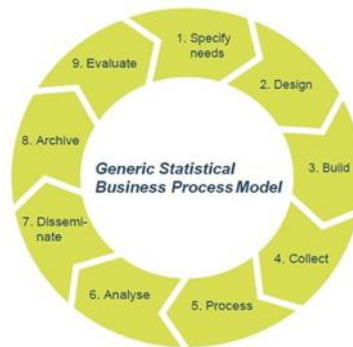 1. Specify
needs
2. Design
3. Build
4. Collect
5. Process
6. Analyse
7. Dissemi-
nate
8. Archive
9. Evaluate
Generic Statistical
Business Process Model